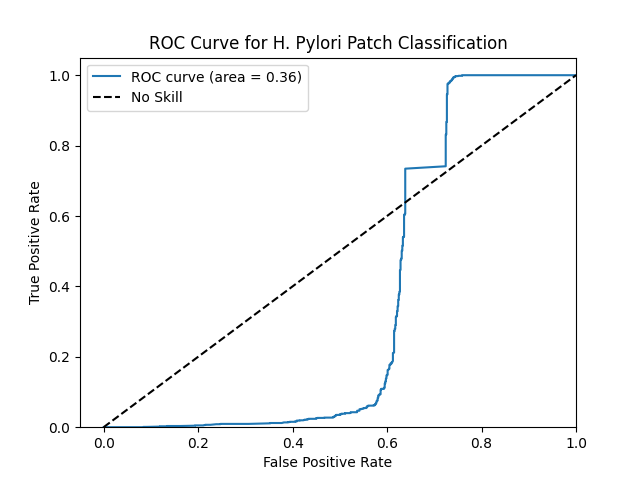 ROC Curve for H. Pylori Patch Classification
ROC curve (area = 0.36)
No Skill
1.0
0.8
0.6
0.4
0.2
0.0
True Positive Rate
0.0 0.2 0.4 0.6 0.8 1.0
False Positive Rate